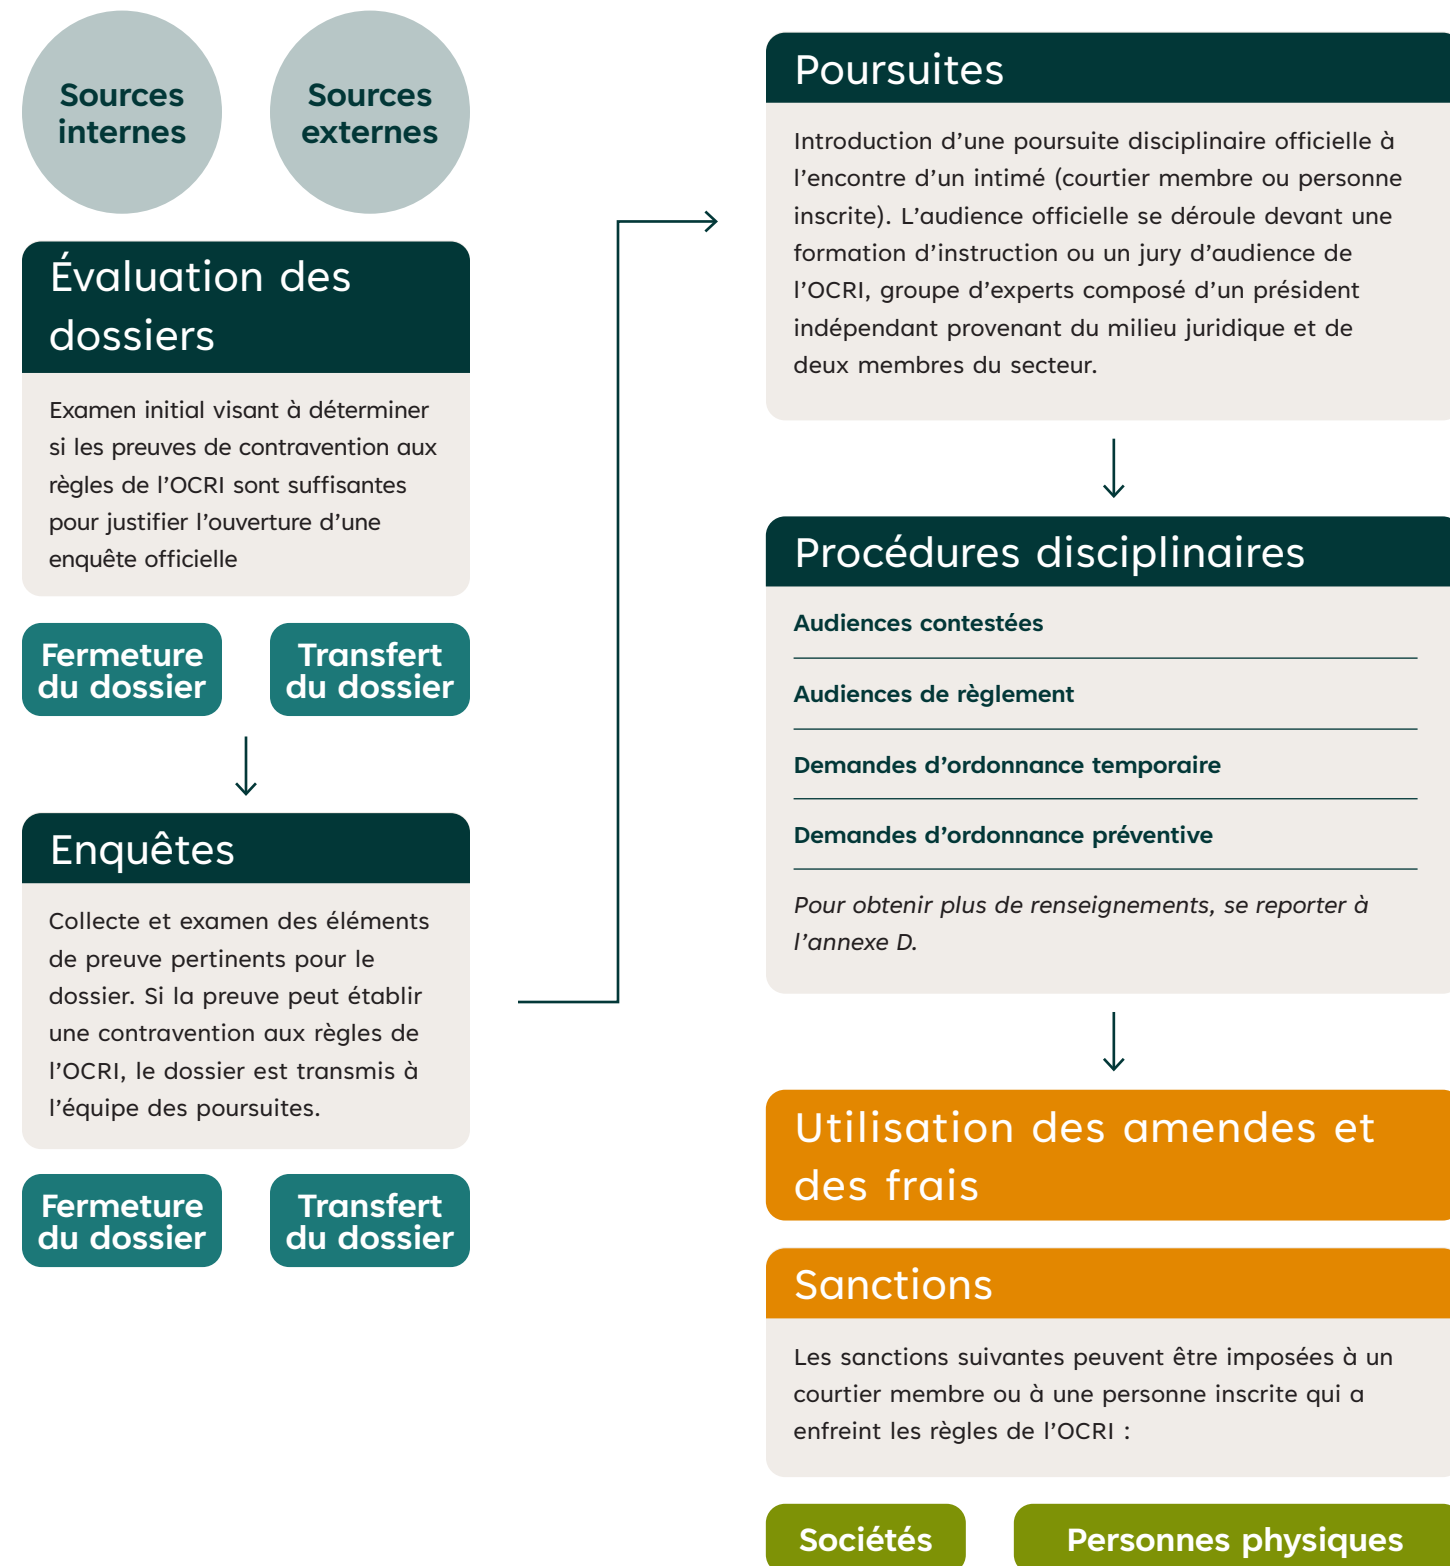 Sources
internes
Sources
externes
Évaluation des
dossiers
Examen initial visant à déterminer
si les preuves de contravention aux
règles de l’OCRI sont suffisantes
pour justifier l’ouverture d’une
enquête officielle
Fermeture
du dossier
Transfert
du dossier
Enquêtes
Collecte et examen des éléments
de preuve pertinents pour le
dossier. Si la preuve peut établir
une contravention aux règles de
l’OCRI, le dossier est transmis à
l’équipe des poursuites.
Fermeture
du dossier
Transfert
du dossier
Poursuites
Introduction d’une poursuite disciplinaire officielle à
l’encontre d’un intimé (courtier membre ou personne
inscrite). L’audience officielle se déroule devant une
formation d’instruction ou un jury d’audience de
l’OCRI, groupe d’experts composé d’un président
indépendant provenant du milieu juridique et de
deux membres du secteur.
Procédures disciplinaires
Audiences contestées
Audiences de règlement
Demandes d’ordonnance temporaire
Demandes d’ordonnance préventive
Pour obtenir plus de renseignements, se reporter à
l’annexe D.
Utilisation des amendes et
des frais
Sanctions
Les sanctions suivantes peuvent être imposées à un
courtier membre ou à une personne inscrite qui a
enfreint les règles de l’OCRI :
Sociétés
Personnes physiques